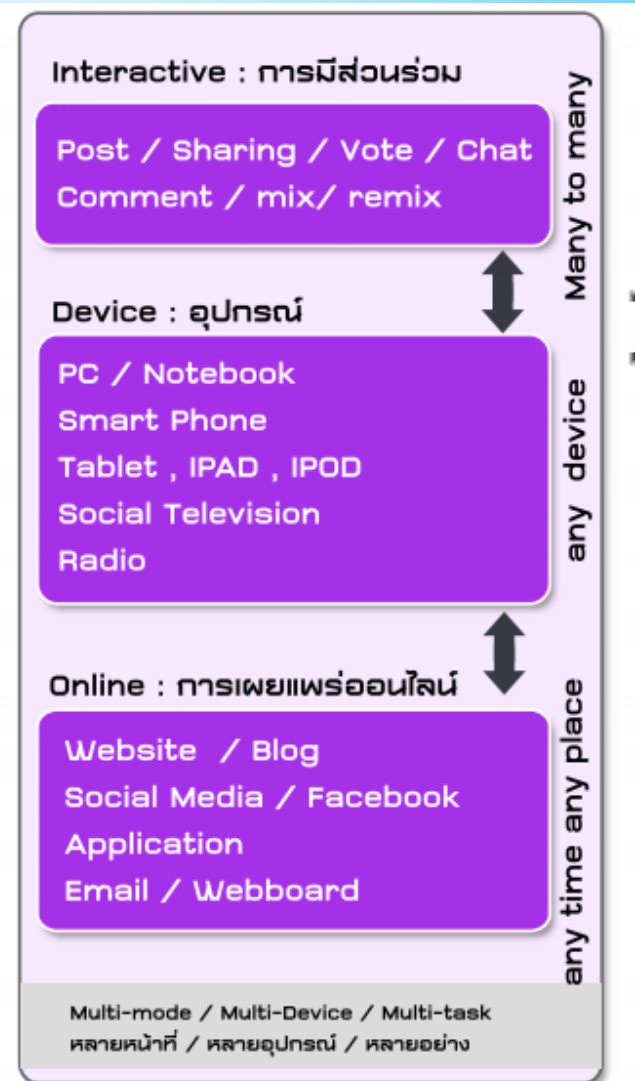 Interactive : การมีส่วนร่วม
Post / Sharing / Vote / Chat
Comment / mix/ remix
Many to many
Device : อุปกรณ์
PC / Notebook
Smart Phone
Tablet , IPAD , IPOD
Social Television
Radio
any device
Online : การเผยแพร่ออนไลน์
Website / Blog
Social Media / Facebook
Application
Email / Webboard
any time any place
Multi-mode / Multi-Device / Multi-task
หลายหน้าที่ / หลายอุปกรณ์ / หลายอย่าง